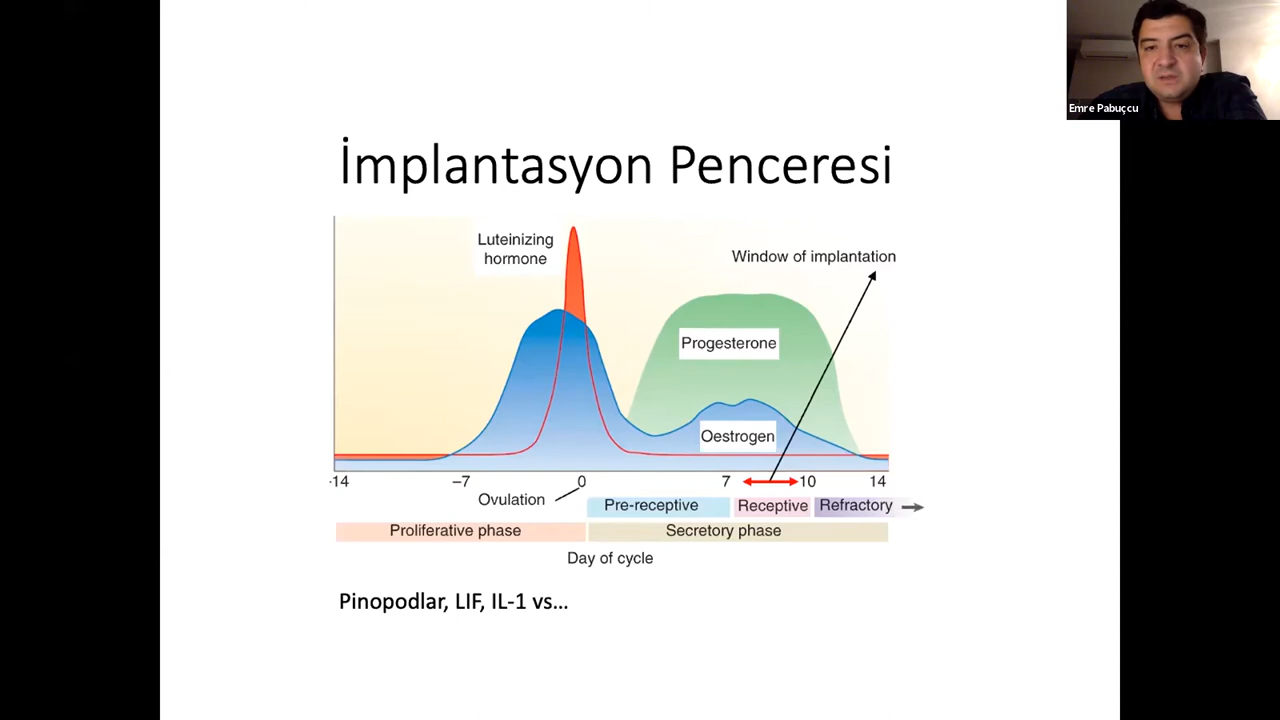 Emre Pabuçcu
İmplantasyon Penceresi
Luteinizing
hormone
Window of implantation
Progesterone
Oestrogen
-14
–7
0
7
10
14
Ovulation
Pre-receptive
Receptive
Refractory
Proliferative phase
Secretory phase
Day of cycle
Pinopodlar, LIF, IL-1 vs...